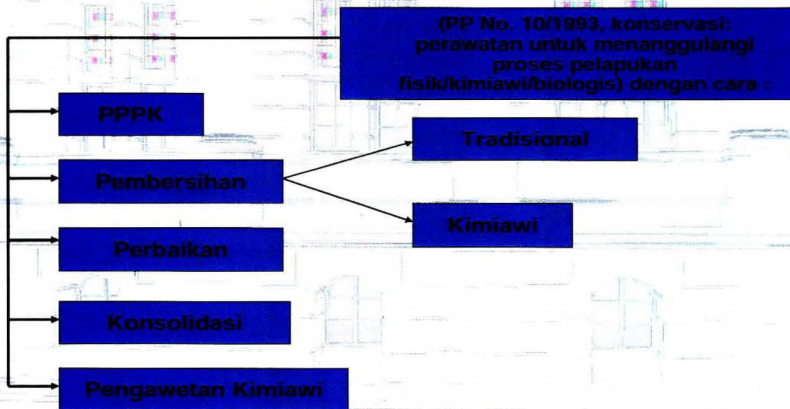 (PP No. 10/1993, konservasi:
perawatan untuk menanggulangi
proses pelapukan
fisik/kimiawi/biologis) dengan cara :
PPPK
Tradisional
Pembersihan
Kimiawi
Perbaikan
Konsolidasi
Pengawetan Kimiawi